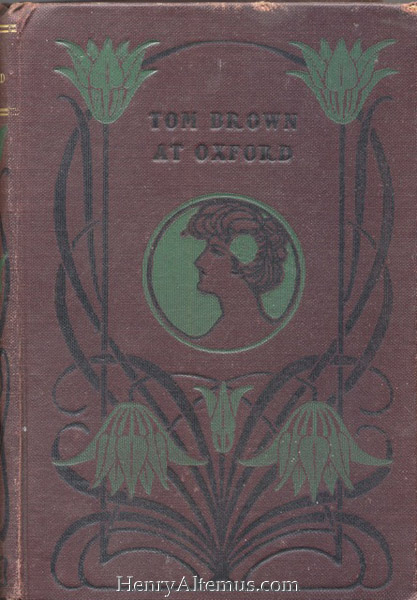 TOM BROWN
AT OXFORD
HenryAltemus.com